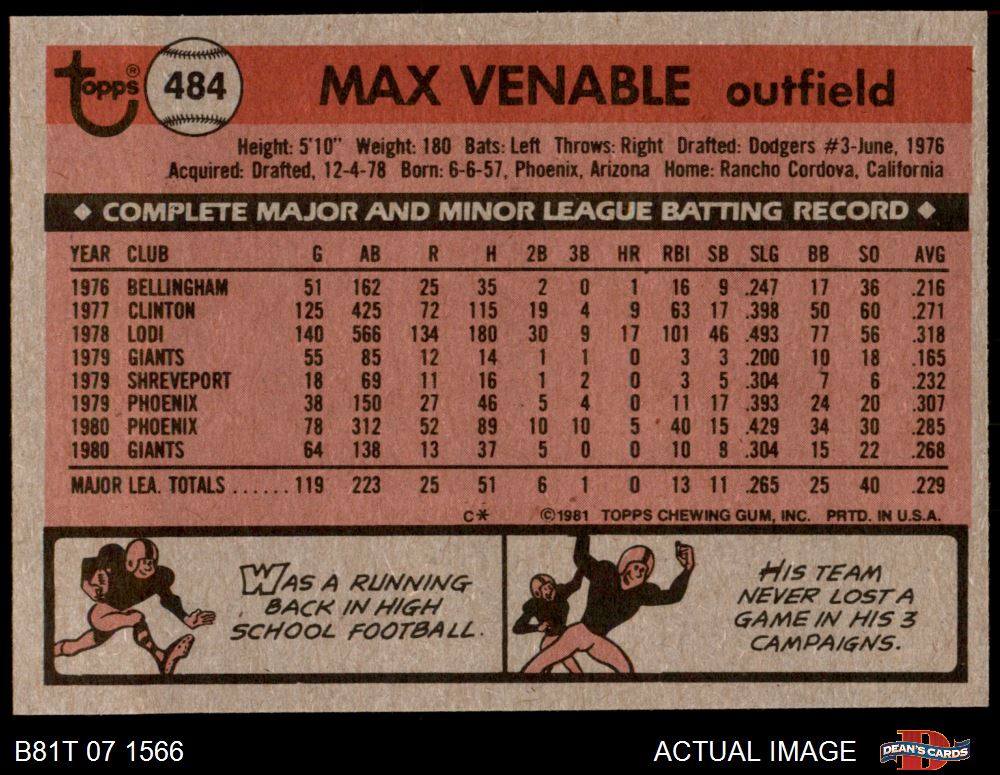 Topps® 484 MAX VENABLE outfield
Height: 5'10" Weight: 180 Bats: Left Throws: Right Drafted: Dodgers #3-June, 1976
Acquired: Drafted, 12-4-78 Born: 6-6-57, Phoenix, Arizona Home: Rancho Cordova, California
◆ COMPLETE MAJOR AND MINOR LEAGUE BATTING RECORD ◆
YEAR CLUB G AB R H 2B 3B HR RBI SB SLG BB SO AVG
1976 BELLINGHAM 51 162 25 35 2 0 1 16 9 .247 17 36 .216
1977 CLINTON 125 425 72 115 19 4 9 63 17 .398 50 60 .271
1978 LODI 140 566 134 180 30 9 17 101 46 .493 77 56 .318
1979 GIANTS 55 85 12 14 1 1 0 3 3 .200 10 18 .165
1979 SHREVEPORT 18 69 11 16 1 2 0 3 5 .304 7 6 .232
1979 PHOENIX 38 150 27 46 5 4 0 11 17 .393 24 20 .307
1980 PHOENIX 78 312 52 89 10 10 5 40 15 .429 34 30 .285
1980 GIANTS 64 138 13 37 5 0 0 10 8 .304 15 22 .268
MAJOR LEA. TOTALS ......119 223 25 51 6 1 0 13 11 .265 25 40 .229
C* ©1981 TOPPS CHEWING GUM, INC. PRTD. IN U.S.A.
WAS A RUNNING
BACK IN HIGH
SCHOOL FOOTBALL.
HIS TEAM
NEVER LOST A
GAME IN HIS 3
CAMPAIGNS.
B81T 07 1566 ACTUAL IMAGE D DEAN'S CARDS